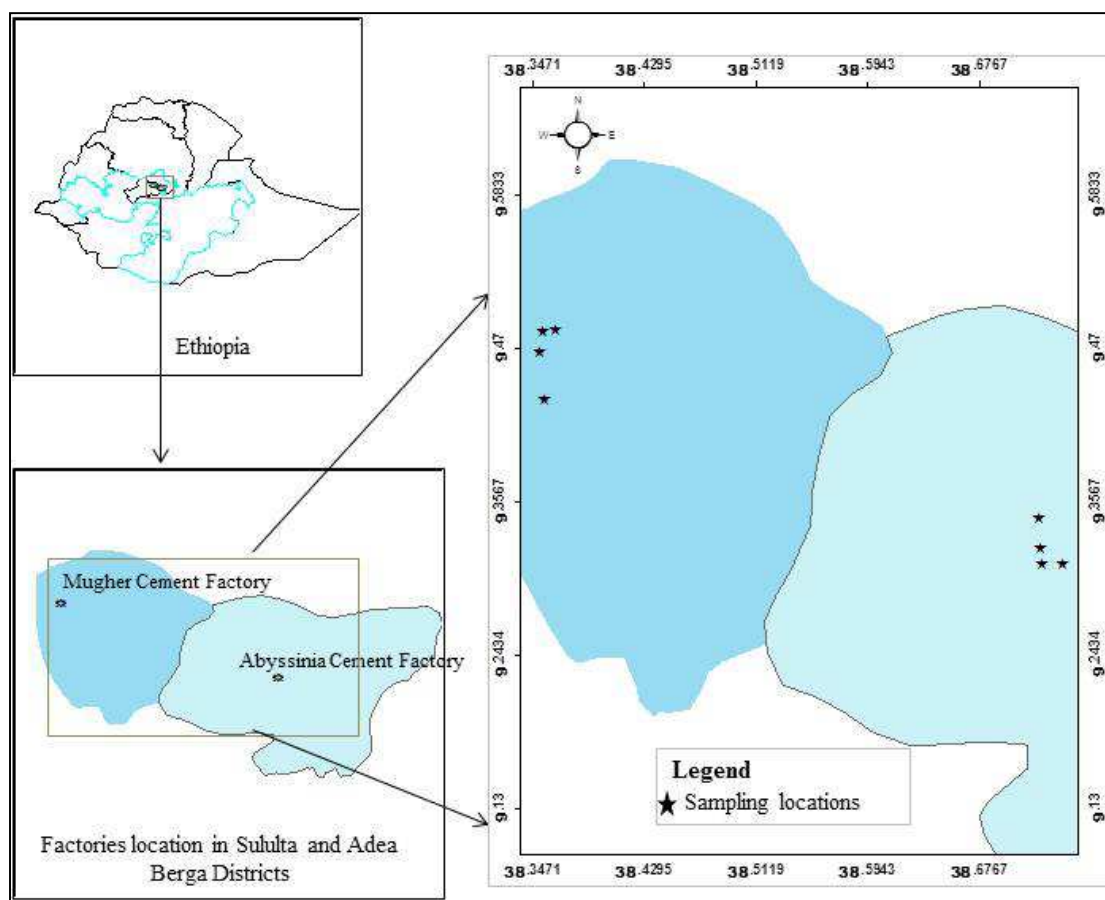 Ethiopia
Mugher Cement Factory
Abyssinia Cement Factory
Factories location in Sululta and Adea
Berga Districts
38.3471 38.4295 38.5119 38.5943 38.6767
N
W E
S
9.5833
9.47
9.3567
9.2434
9.13
9.5833
9.47
9.3567
9.2434
9.13
Legend
Sampling locations
38.3471 38.4295 38.5119 38.5943 38.6767